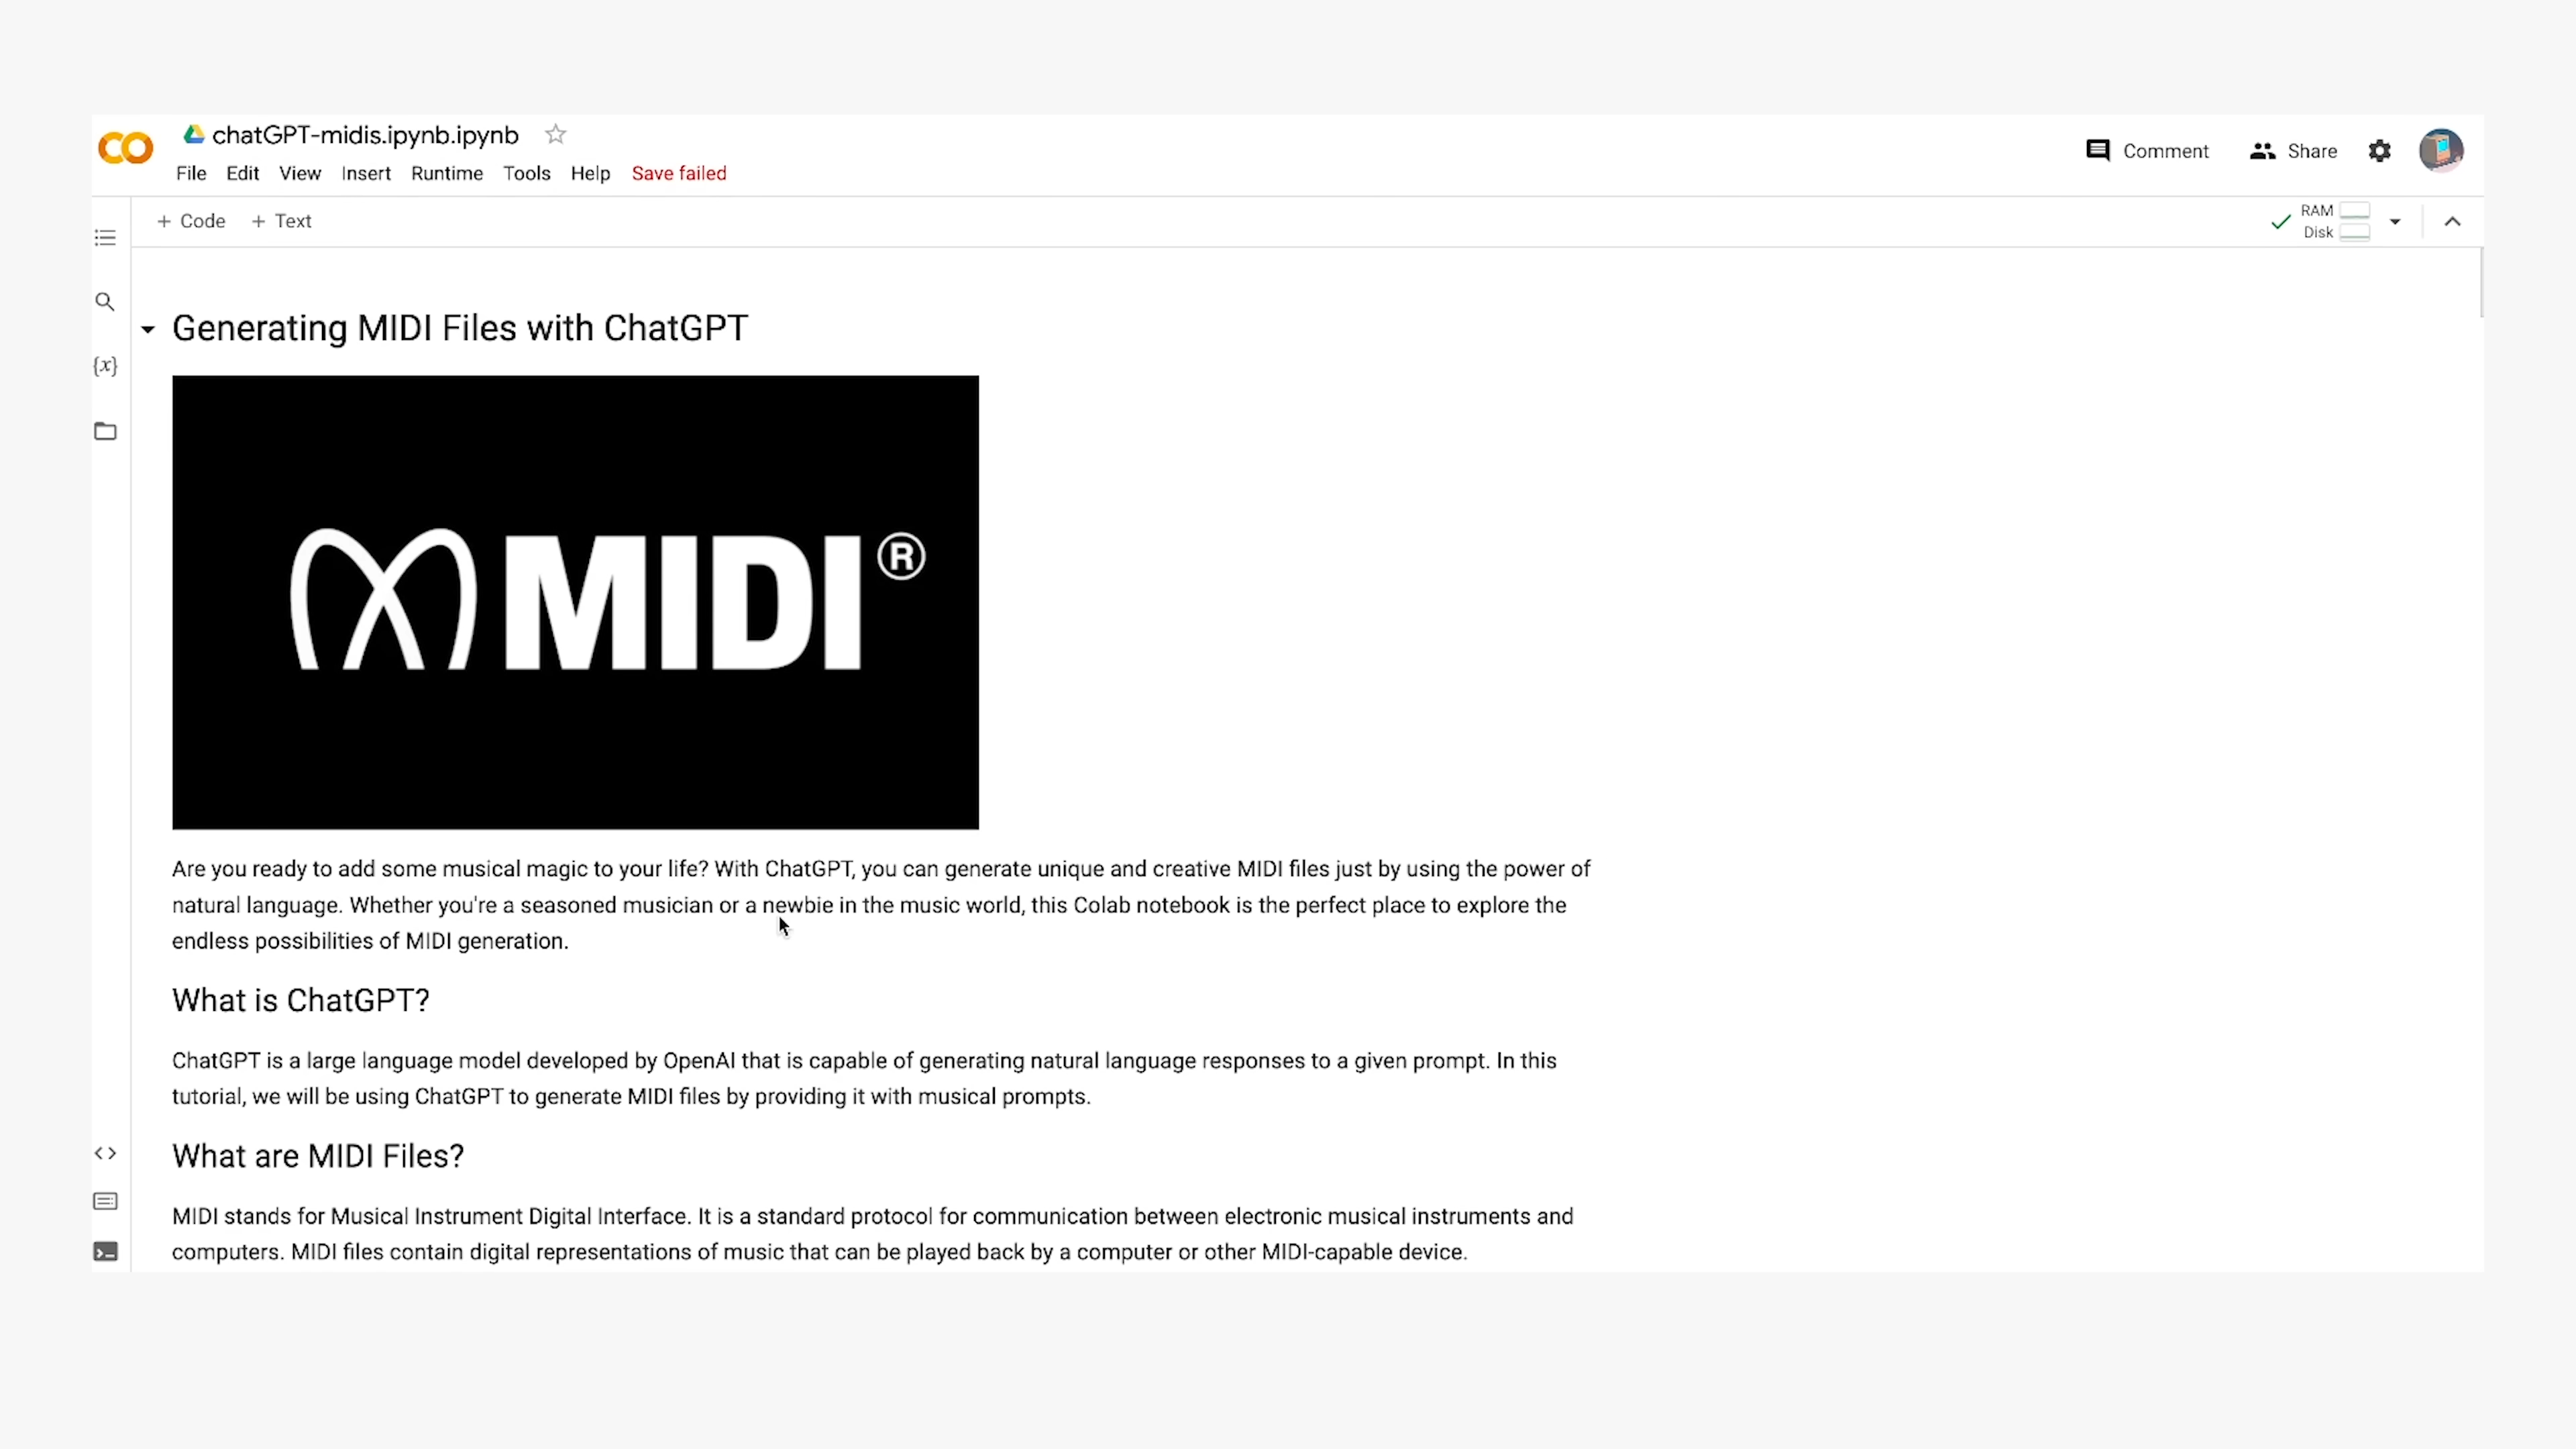 chatGPT-midis.ipynb.ipynb
File Edit View Insert Runtime Tools Help Save failed
Comment Share
+ Code + Text
RAM
Disk
Generating MIDI Files with ChatGPT
MIDI®
Are you ready to add some musical magic to your life? With ChatGPT, you can generate unique and creative MIDI files just by using the power of
natural language. Whether you're a seasoned musician or a newbie in the music world, this Colab notebook is the perfect place to explore the
endless possibilities of MIDI generation.
What is ChatGPT?
ChatGPT is a large language model developed by OpenAI that is capable of generating natural language responses to a given prompt. In this
tutorial, we will be using ChatGPT to generate MIDI files by providing it with musical prompts.
What are MIDI Files?
MIDI stands for Musical Instrument Digital Interface. It is a standard protocol for communication between electronic musical instruments and
computers. MIDI files contain digital representations of music that can be played back by a computer or other MIDI-capable device.